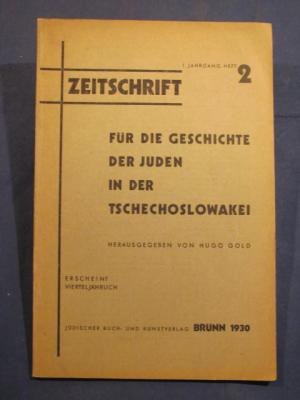 I. JAHRGANG HEFT 2
ZEITSCHRIFT
FÜR DIE GESCHICHTE
DER JUDEN
IN DER
TSCHECHOSLOWAKEI
HERAUSGEGEBEN VON HUGO GOLD
ERSCHEINT
VIERTELJÄHRLICH
JÜDISCHER BUCH- UND KUNSTVERLAG BRÜNN 1930